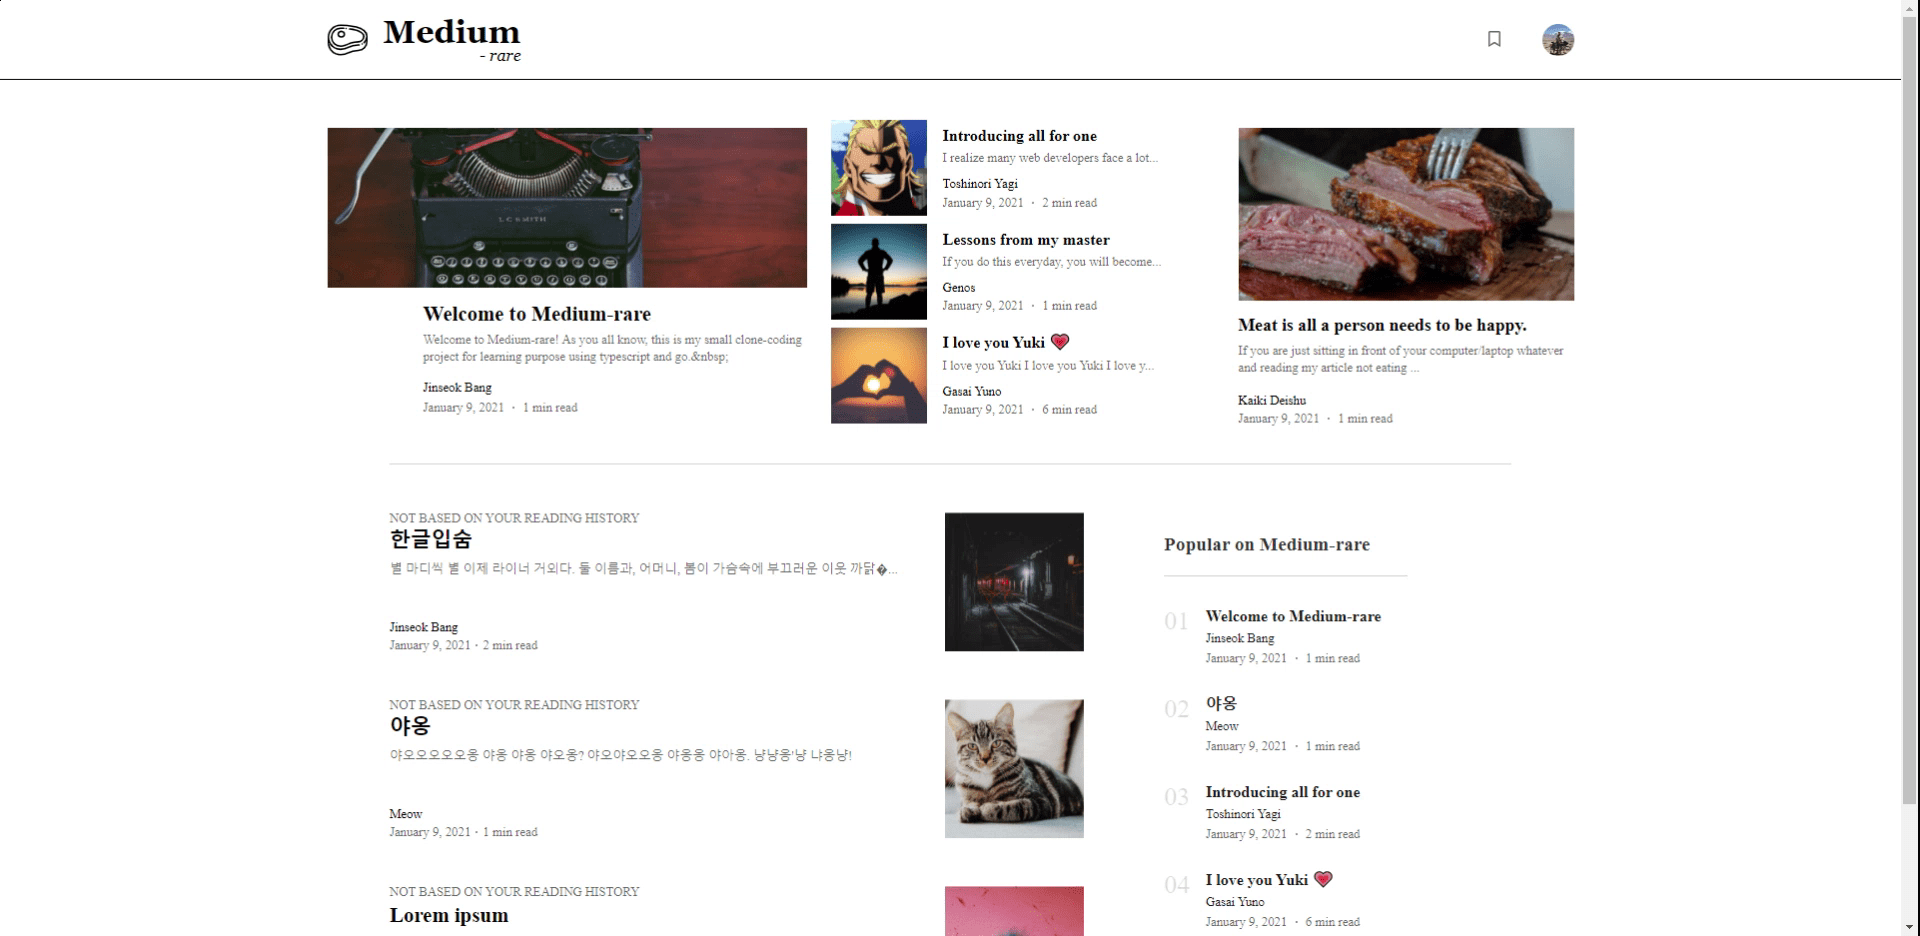 Medium
- rare
L C SMITH
Welcome to Medium-rare
Welcome to Medium-rare! As you all know, this is my small clone-coding
project for learning purpose using typescript and go.&nbsp;
Jinseok Bang
January 9, 2021 · 1 min read
Introducing all for one
I realize many web developers face a lot...
Toshinori Yagi
January 9, 2021 · 2 min read
Lessons from my master
If you do this everyday, you will become...
Genos
January 9, 2021 · 1 min read
I love you Yuki 💗
I love you Yuki I love you Yuki I love y...
Gasai Yuno
January 9, 2021 · 6 min read
Meat is all a person needs to be happy.
If you are just sitting in front of your computer/laptop whatever
and reading my article not eating ...
Kaiki Deishu
January 9, 2021 · 1 min read
NOT BASED ON YOUR READING HISTORY
한글입숨
별 마디씩 별 이제 라이너 거외다. 둘 이름과, 어머니, 봄이 가슴속에 부끄러운 이웃 까닭�...
Jinseok Bang
January 9, 2021 · 2 min read
NOT BASED ON YOUR READING HISTORY
야옹
야오오오오오옹 야옹 야옹 야오옹? 야오야오오옹 야옹옹 야아옹. 냥냥옹'냥 냐옹냥!
Meow
January 9, 2021 · 1 min read
NOT BASED ON YOUR READING HISTORY
Lorem ipsum
Popular on Medium-rare
01
Welcome to Medium-rare
Jinseok Bang
January 9, 2021 · 1 min read
02
야옹
Meow
January 9, 2021 · 1 min read
03
Introducing all for one
Toshinori Yagi
January 9, 2021 · 2 min read
04
I love you Yuki 💗
Gasai Yuno
January 9, 2021 · 6 min read